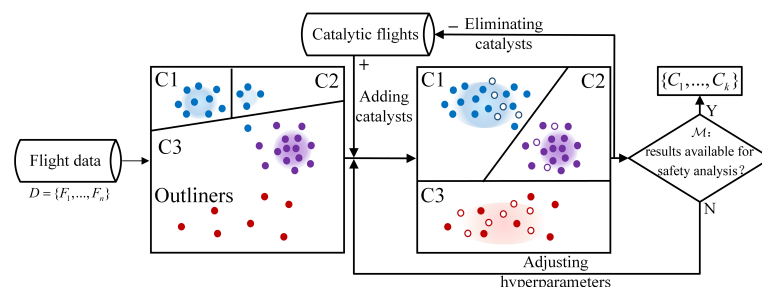 Catalytic flights
− Eliminating
catalysts
+
C1
C2
C3
Outliners
Adding
catalysts
C1
C2
C3
{C₁,...,Cₖ}
Y
ℳ:
results available for
safety analysis?
N
Flight data
D = {F₁,...,Fₙ}
Adjusting
hyperparameters